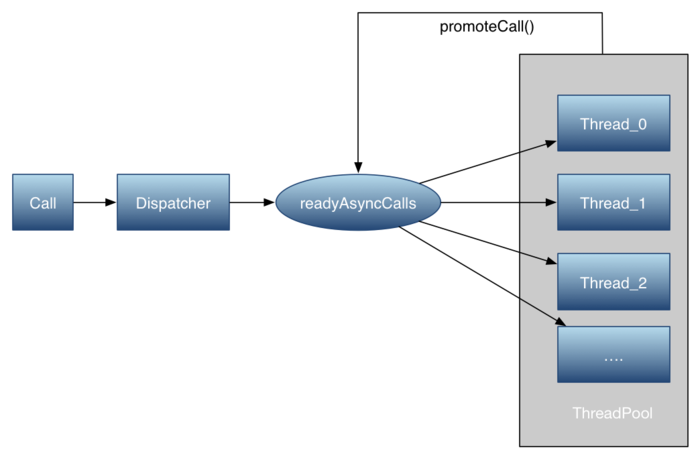 promoteCall()
Thread_0
Call
Dispatcher
readyAsyncCalls
Thread_1
Thread_2
....
ThreadPool